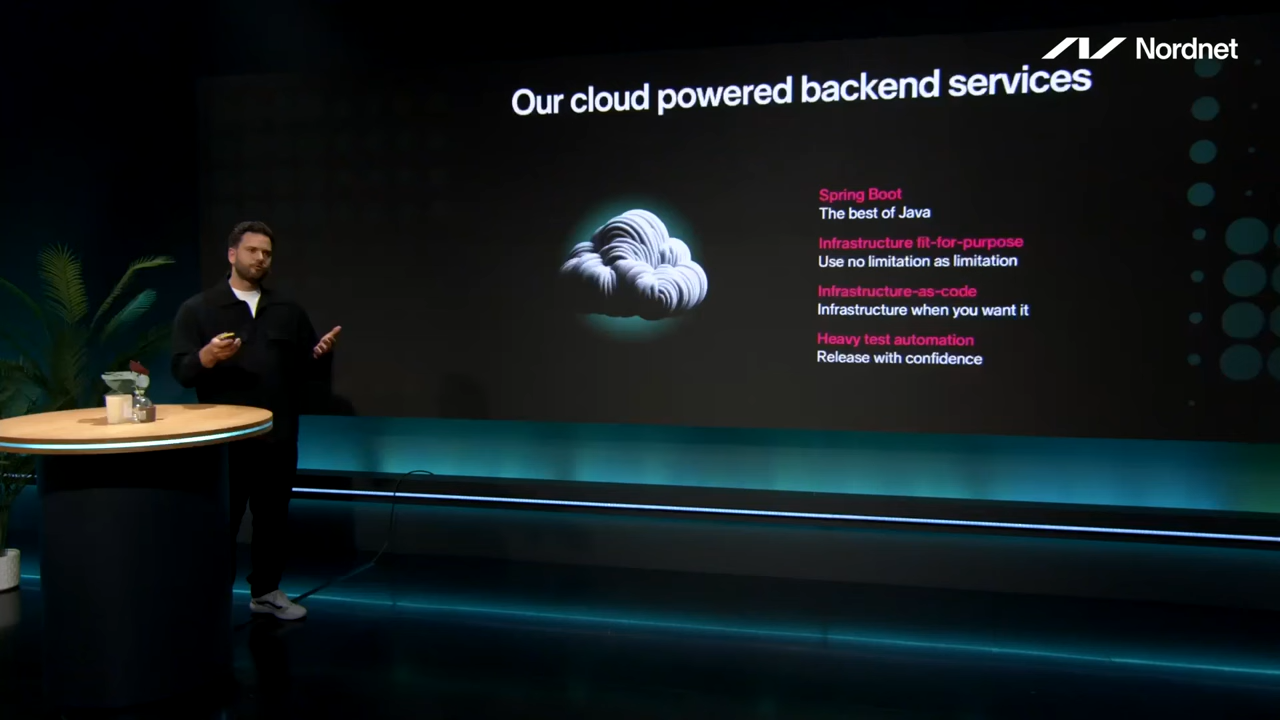 Nordnet
Our cloud powered backend services
Spring Boot
The best of Java
Infrastructure fit-for-purpose
Use no limitation as limitation
Infrastructure-as-code
Infrastructure when you want it
Heavy test automation
Release with confidence